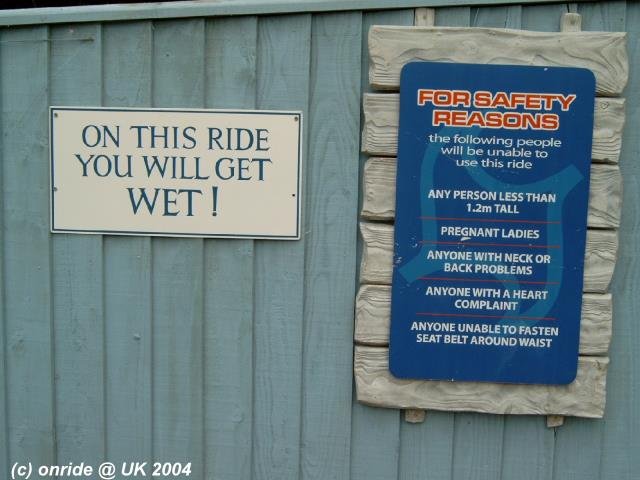 ON THIS RIDE
YOU WILL GET
WET!
FOR SAFETY
REASONS
the following people
will be unable to
use this ride
ANY PERSON LESS THAN
1.2m TALL
PREGNANT LADIES
ANYONE WITH NECK OR
BACK PROBLEMS
ANYONE WITH A HEART
COMPLAINT
ANYONE UNABLE TO FASTEN
SEAT BELT AROUND WAIST
(c) onride @ UK 2004